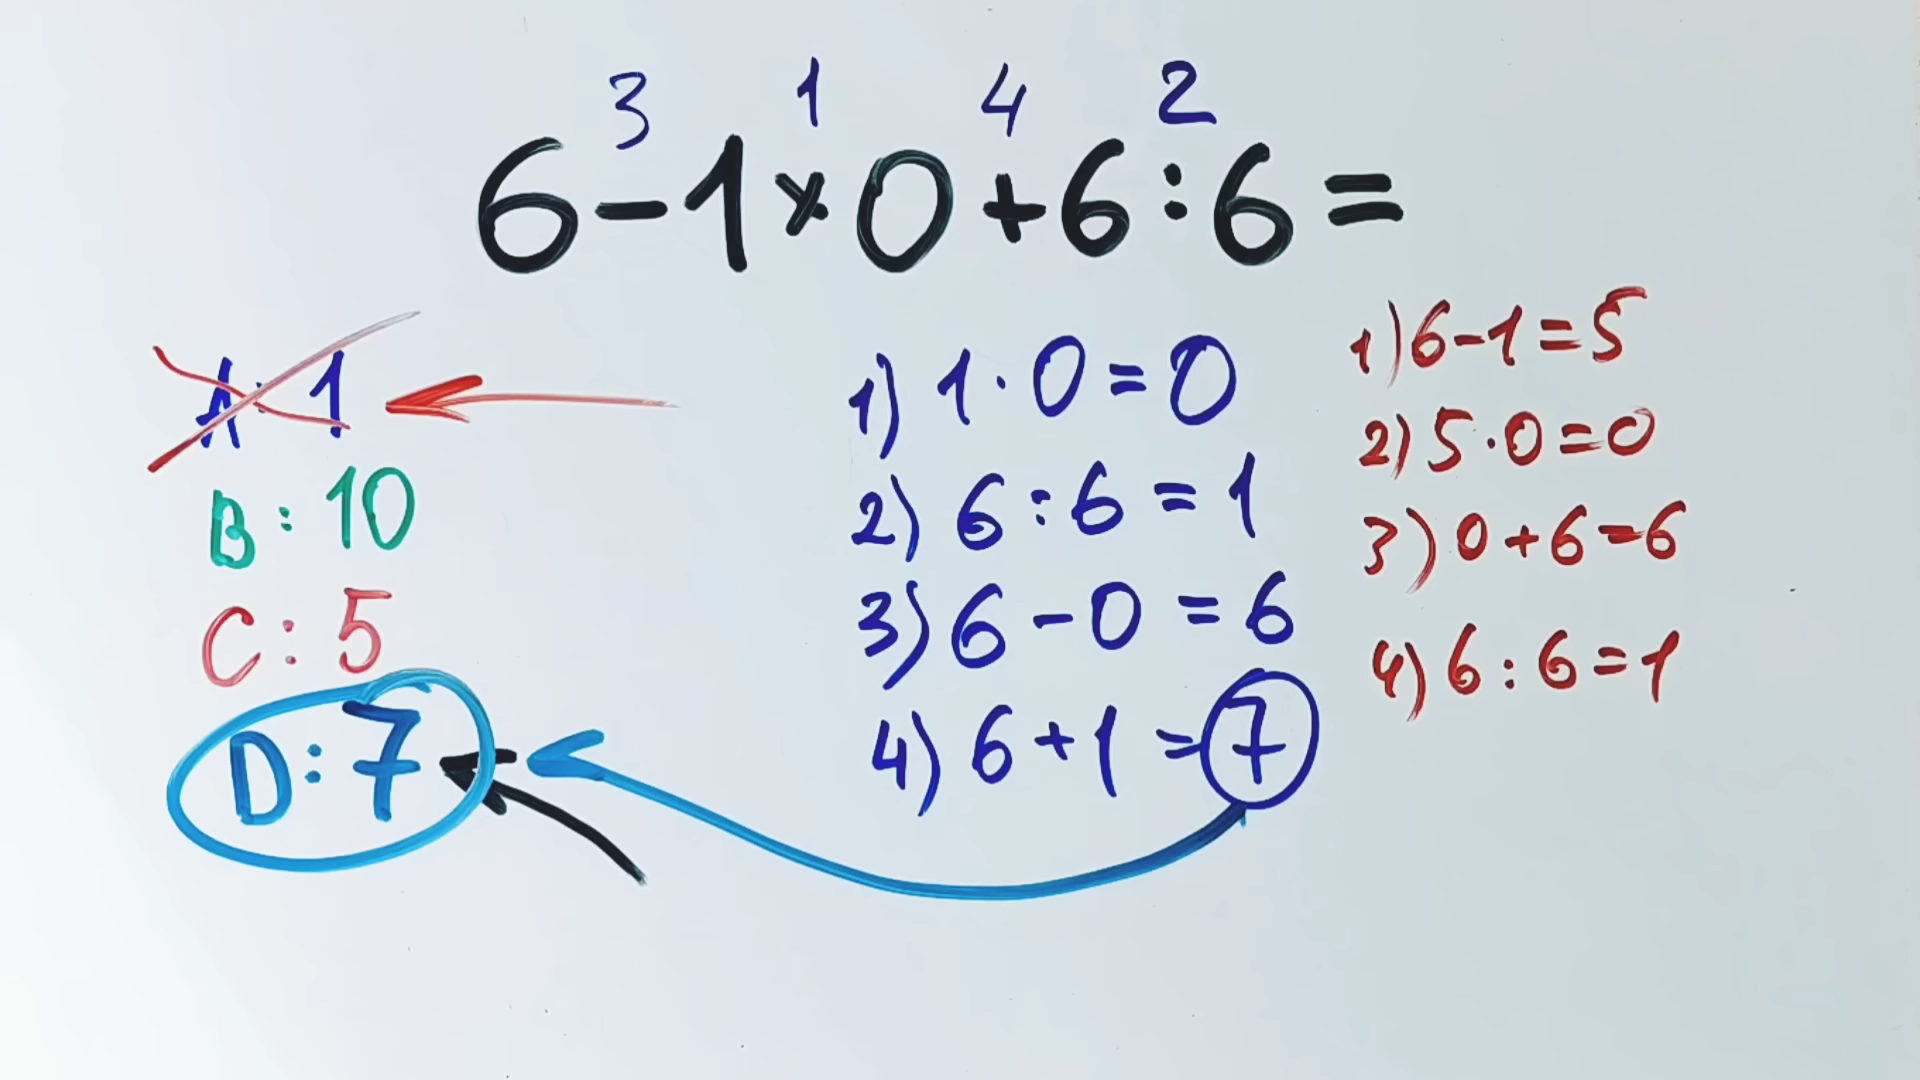 3 1 4 2
6-1×0+6:6=
A: 1
B: 10
C: 5
D: 7
1) 1·0=0
2) 6:6=1
3) 6-0=6
4) 6+1=7
1) 6-1=5
2) 5·0=0
3) 0+6=6
4) 6:6=1